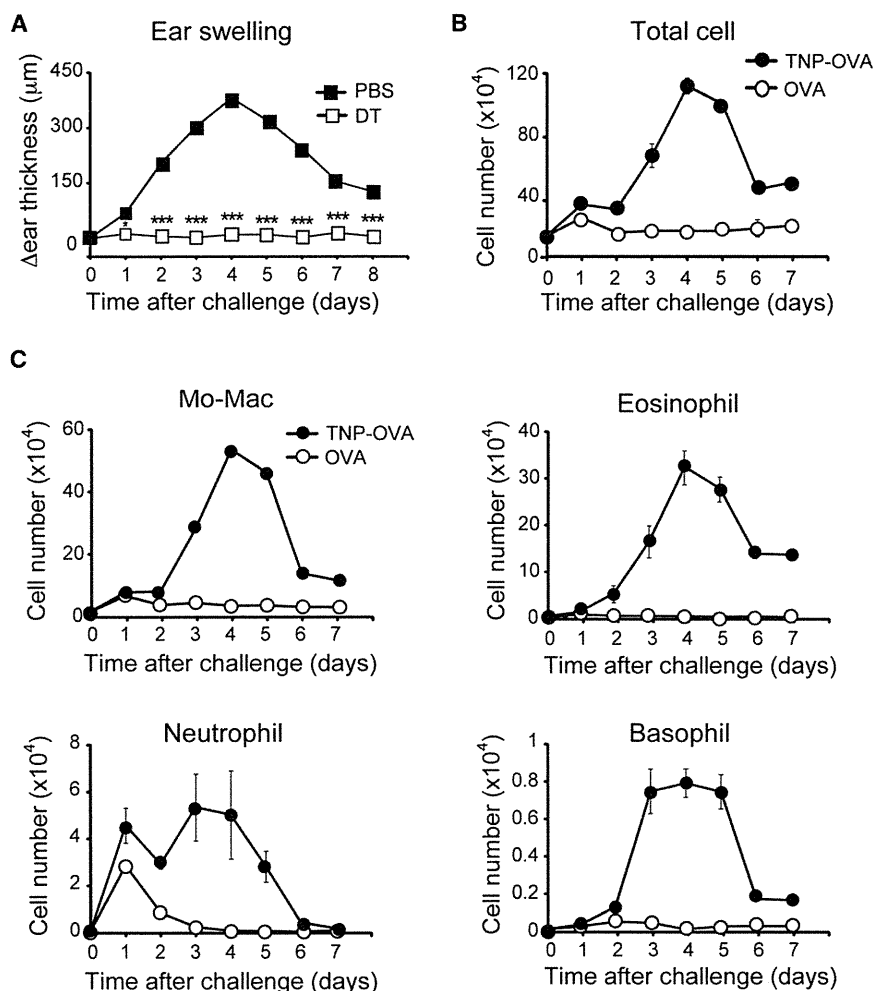 A
Ear swelling
Δear thickness (μm)
450
300
150
0
PBS
DT
* *** *** *** *** *** *** ***
0 1 2 3 4 5 6 7 8
Time after challenge (days)
B
Total cell
Cell number (x10⁴)
120
80
40
0
TNP-OVA
OVA
0 1 2 3 4 5 6 7
Time after challenge (days)
C
Mo-Mac
Cell number (x10⁴)
60
40
20
0
TNP-OVA
OVA
0 1 2 3 4 5 6 7
Time after challenge (days)
Eosinophil
Cell number (x10⁴)
40
30
20
10
0
0 1 2 3 4 5 6 7
Time after challenge (days)
Neutrophil
Cell number (x10⁴)
8
6
4
2
0
0 1 2 3 4 5 6 7
Time after challenge (days)
Basophil
Cell number (x10⁴)
1
0.8
0.6
0.4
0.2
0
0 1 2 3 4 5 6 7
Time after challenge (days)